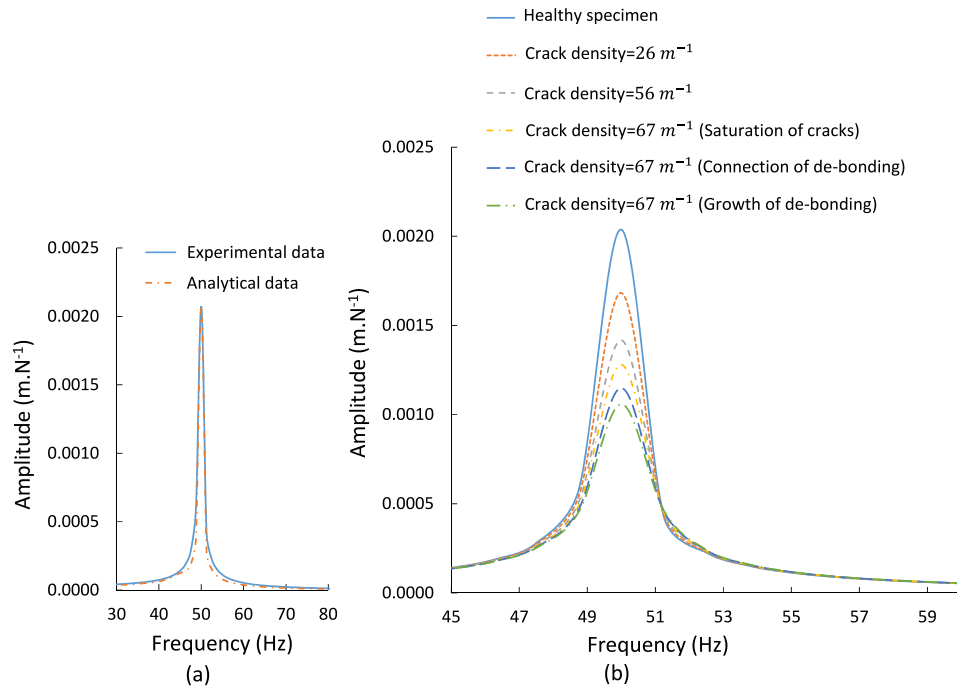 Healthy specimen
Crack density=26 m⁻¹
Crack density=56 m⁻¹
Crack density=67 m⁻¹ (Saturation of cracks)
Crack density=67 m⁻¹ (Connection of de-bonding)
Crack density=67 m⁻¹ (Growth of de-bonding)
Experimental data
Analytical data
Amplitude (m.N⁻¹)
0.0025
0.0020
0.0015
0.0010
0.0005
0.0000
30 40 50 60 70 80
Frequency (Hz)
(a)
Amplitude (m.N⁻¹)
0.0025
0.0020
0.0015
0.0010
0.0005
0.0000
45 47 49 51 53 55 57 59
Frequency (Hz)
(b)